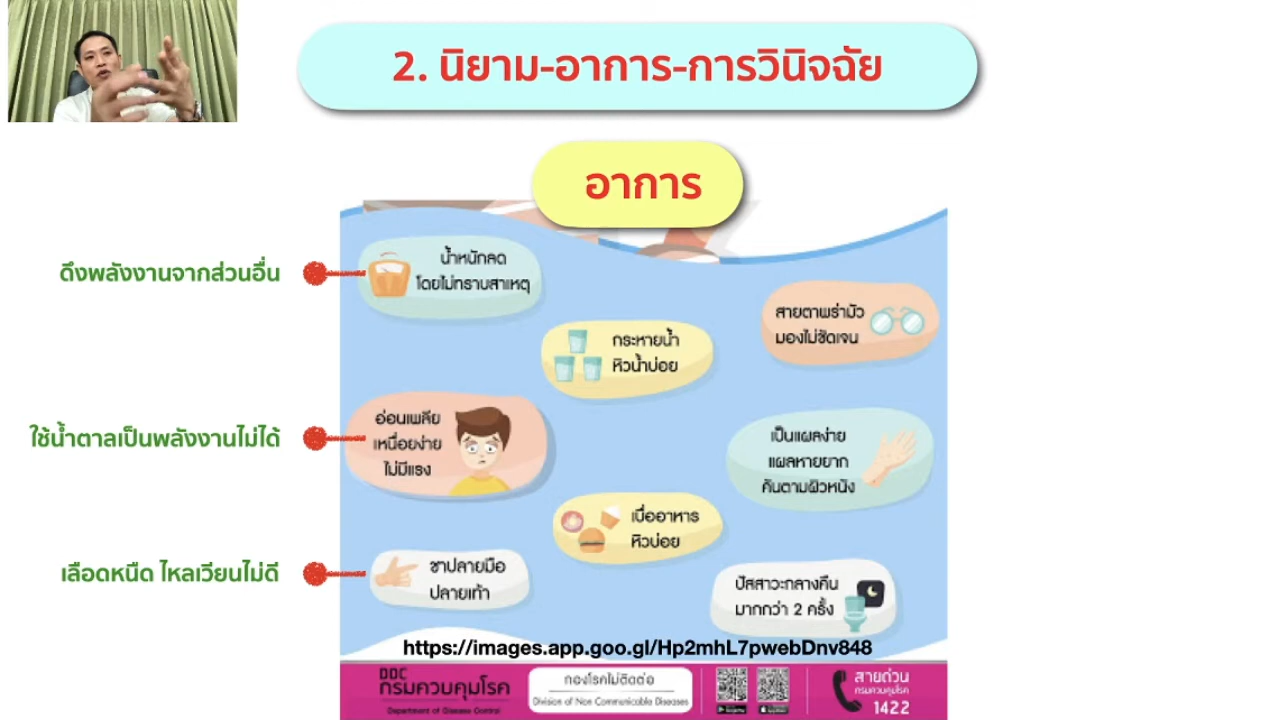 2. นิยาม-อาการ-การวินิจฉัย
อาการ
ดึงพลังงานจากส่วนอื่น
น้ำหนักลด
โดยไม่ทราบสาเหตุ
สายตาพร่ามัว
มองไม่ชัดเจน
กระหายน้ำ
หิวน้ำบ่อย
ใช้น้ำตาลเป็นพลังงานไม่ได้
อ่อนเพลีย
เหนื่อยง่าย
ไม่มีแรง
เป็นแผลง่าย
แผลหายยาก
คันตามผิวหนัง
เบื่ออาหาร
หิวบ่อย
เลือดหนืด ไหลเวียนไม่ดี
ชาปลายมือ
ปลายเท้า
ปัสสาวะกลางคืน
มากกว่า 2 ครั้ง
https://images.app.goo.gl/Hp2mhL7pwebDnv848
DDC
กรมควบคุมโรค
Department of Disease Control
กองโรคไม่ติดต่อ
Division of Non Communicable Diseases
สายด่วน
กรมควบคุมโรค
1422